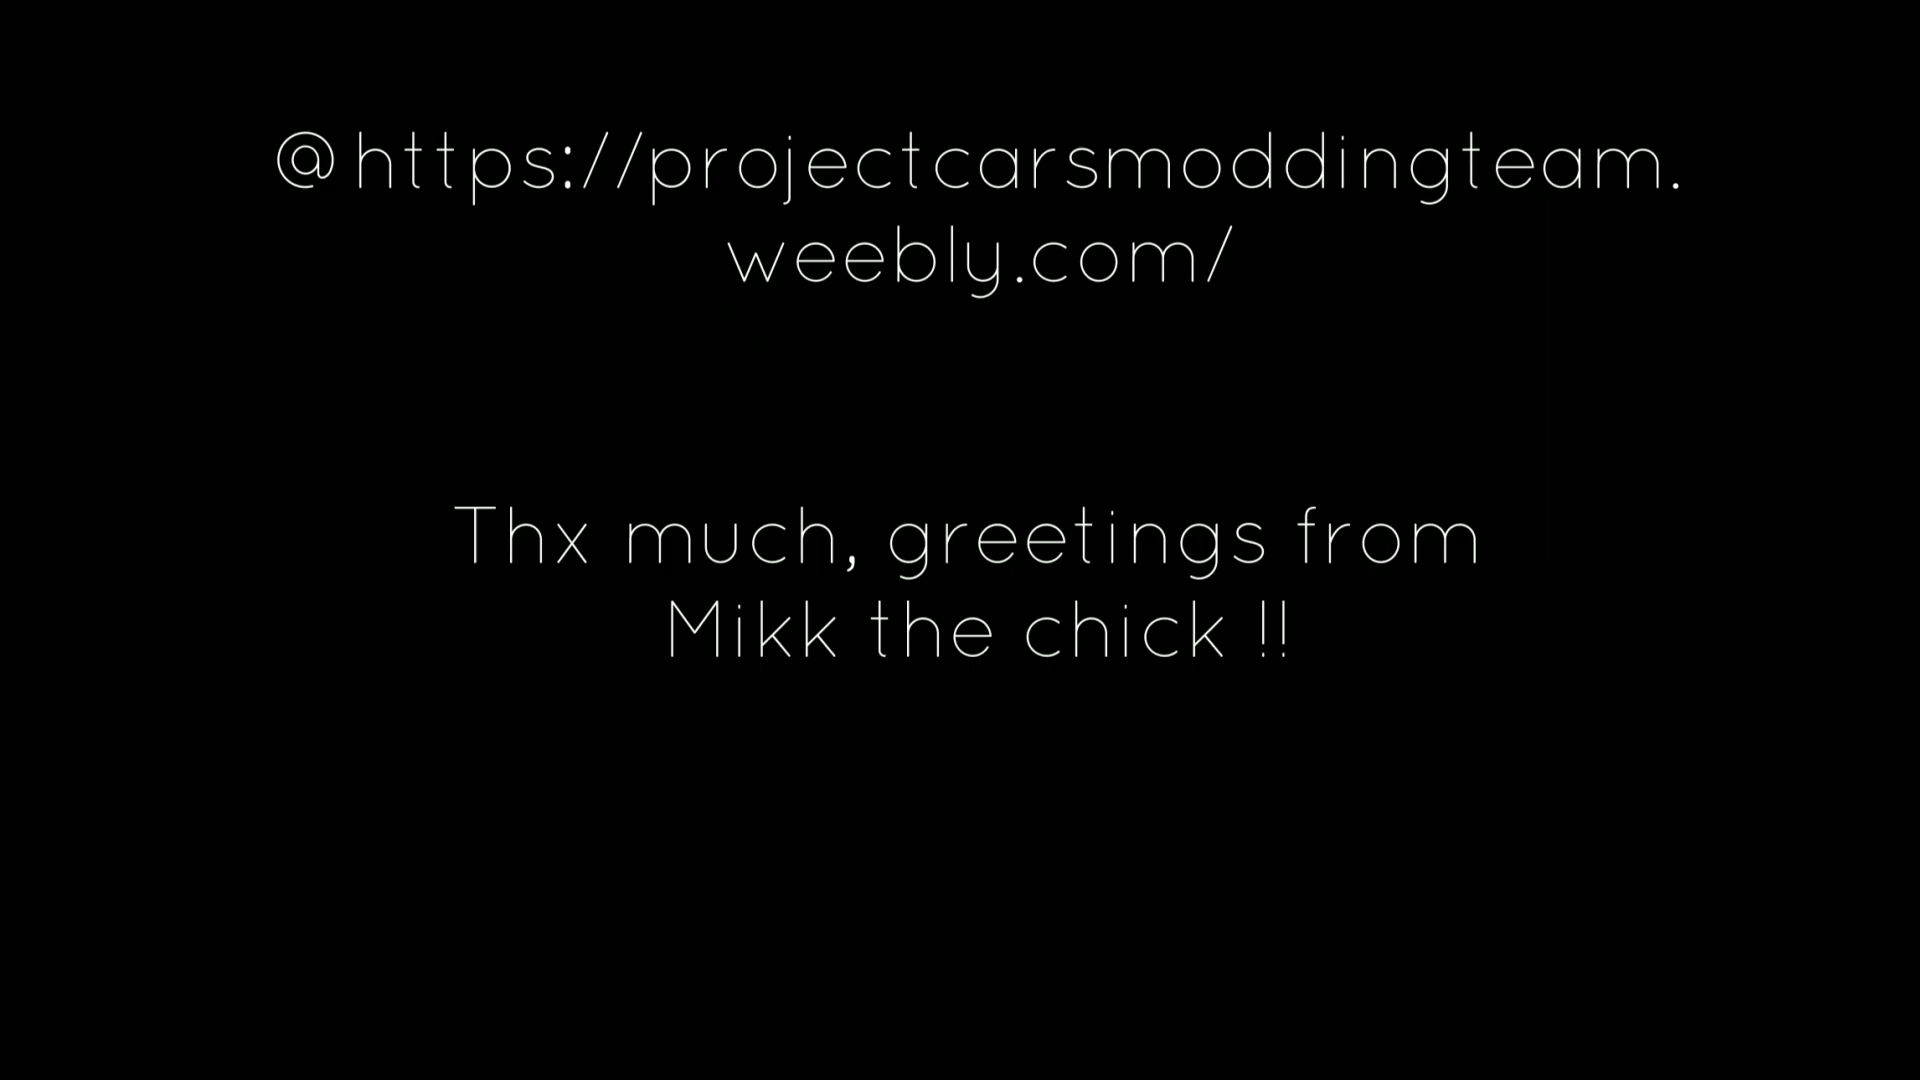 @https://projectcarsmoddingteam.
weebly.com/
Thx much, greetings from
Mikk the chick !!